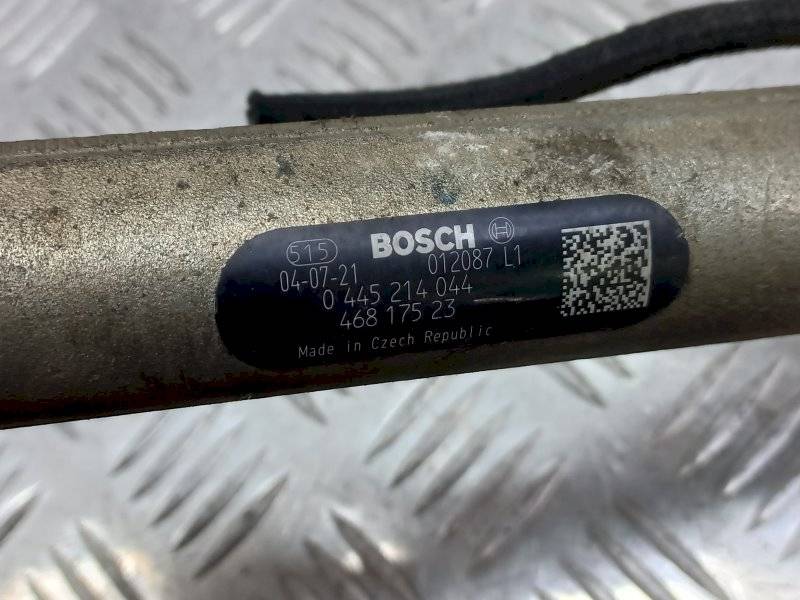 515 BOSCH
04-07-21 012087 L1
0 445 214 044
468 175 23
Made in Czech Republic